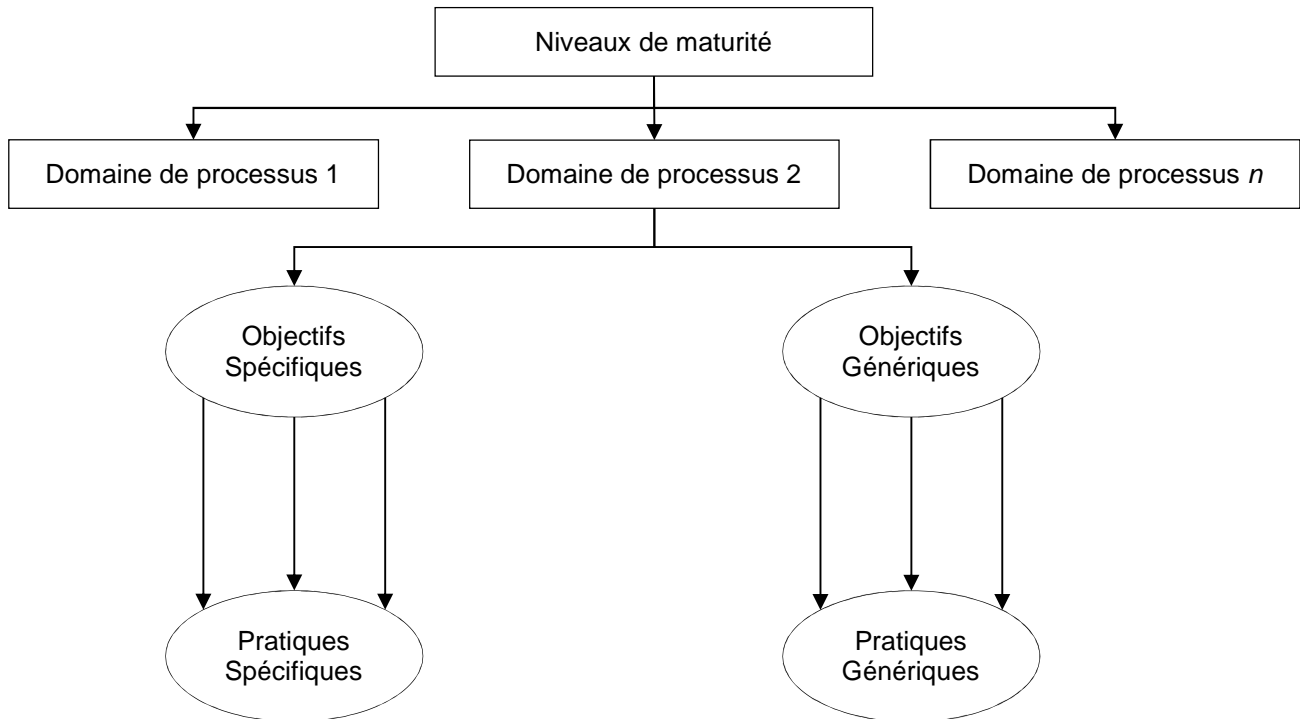 Niveaux de maturité
Domaine de processus 1
Domaine de processus 2
Domaine de processus n
Objectifs
Spécifiques
Objectifs
Génériques
Pratiques
Spécifiques
Pratiques
Génériques